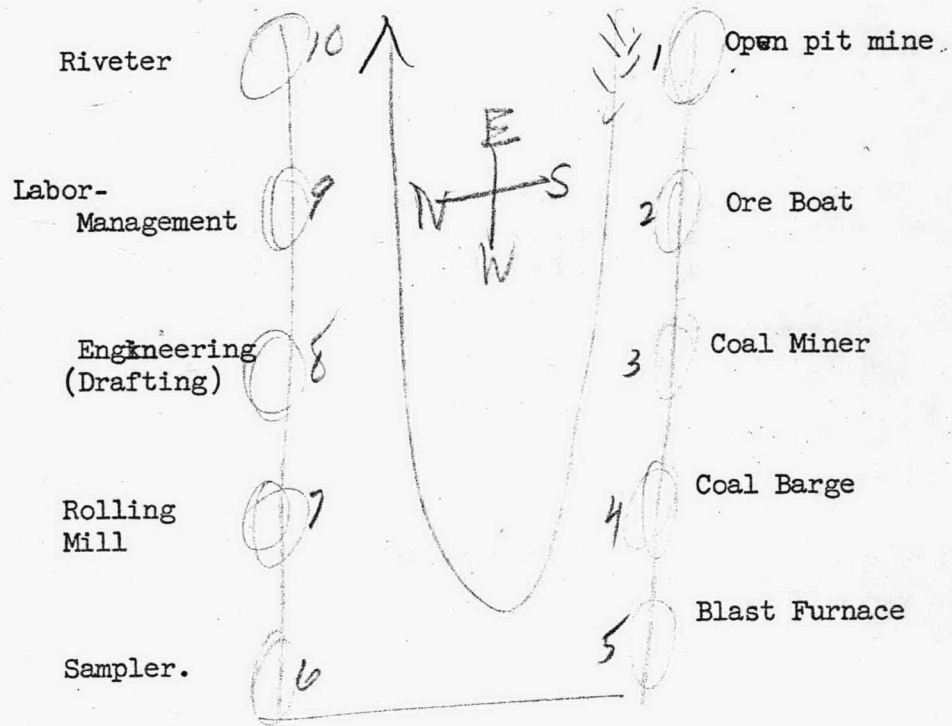 Riveter
10
1
Open pit mine
Labor-
Management
9
E
N
S
W
2
Ore Boat
Engkneering
(Drafting)
8
3
Coal Miner
Rolling
Mill
7
4
Coal Barge
Sampler.
6
5
Blast Furnace